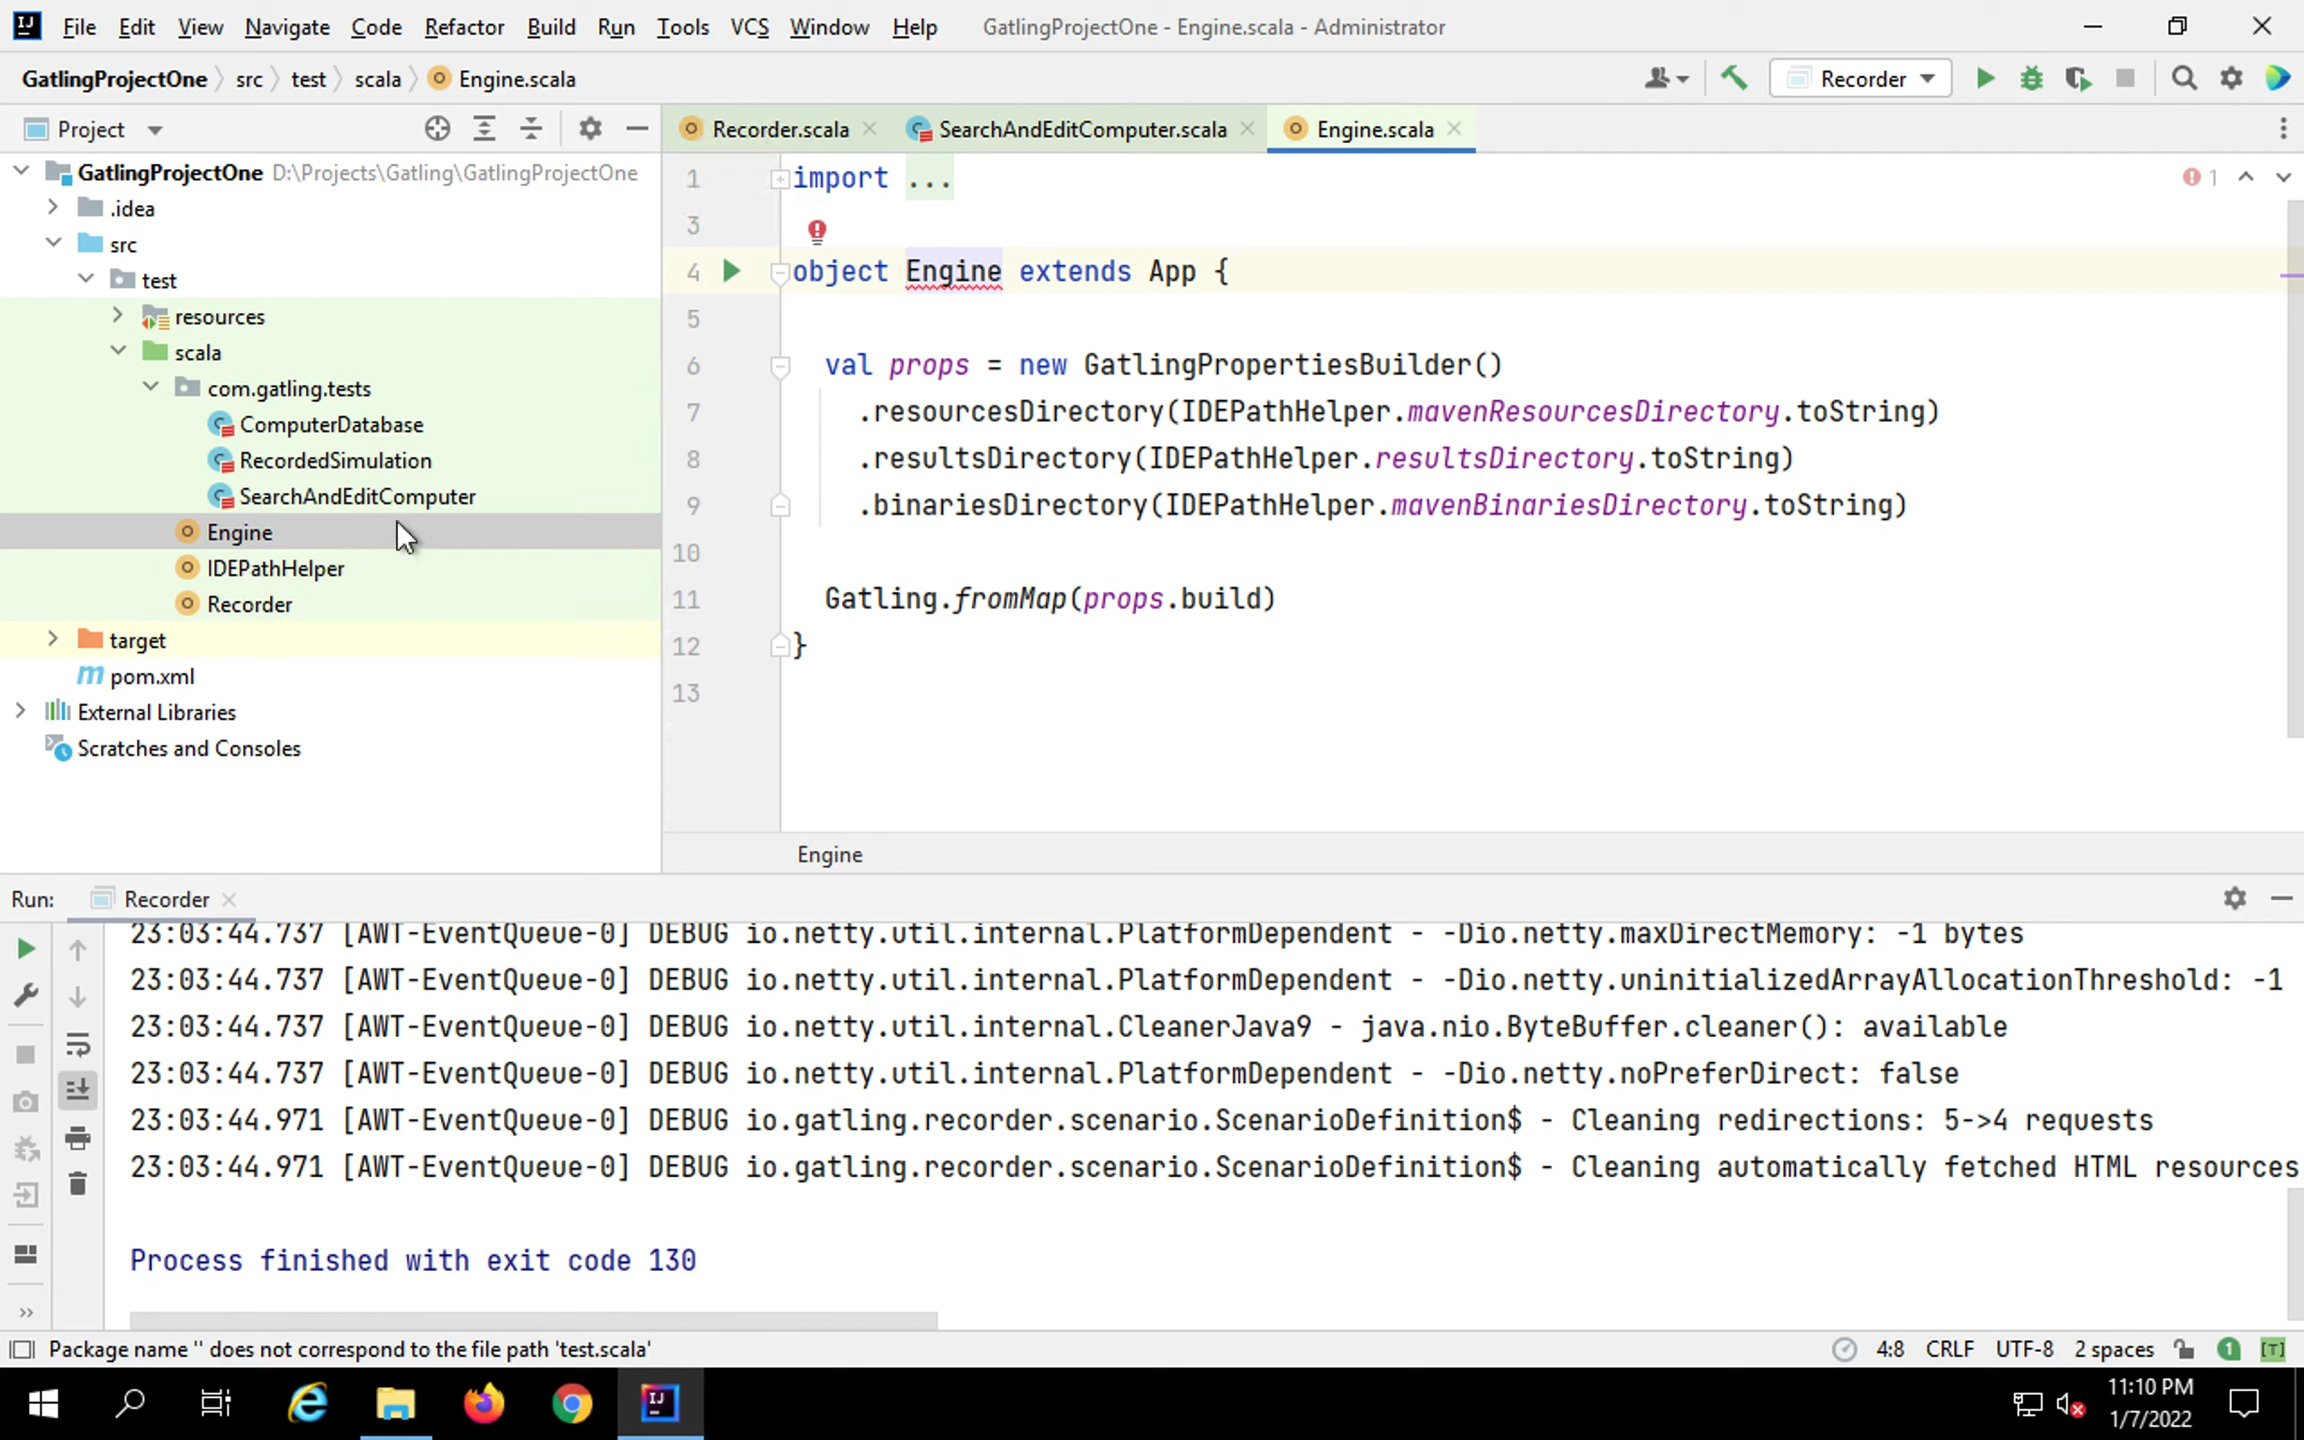 File Edit View Navigate Code Refactor Build Run Tools VCS Window Help GatlingProjectOne - Engine.scala - Administrator
GatlingProjectOne src test scala Engine.scala Recorder
Project
Recorder.scala SearchAndEditComputer.scala Engine.scala
GatlingProjectOne D:\Projects\Gatling\GatlingProjectOne
.idea
src
test
resources
scala
com.gatling.tests
ComputerDatabase
RecordedSimulation
SearchAndEditComputer
Engine
IDEPathHelper
Recorder
target
pom.xml
External Libraries
Scratches and Consoles
1 import ... 1
3
4 object Engine extends App {
5
6 val props = new GatlingPropertiesBuilder()
7 .resourcesDirectory(IDEPathHelper.mavenResourcesDirectory.toString)
8 .resultsDirectory(IDEPathHelper.resultsDirectory.toString)
9 .binariesDirectory(IDEPathHelper.mavenBinariesDirectory.toString)
10
11 Gatling.fromMap(props.build)
12 }
13
Engine
Run: Recorder
23:03:44.737 [AWT-EventQueue-0] DEBUG io.netty.util.internal.PlatformDependent - -Dio.netty.maxDirectMemory: -1 bytes
23:03:44.737 [AWT-EventQueue-0] DEBUG io.netty.util.internal.PlatformDependent - -Dio.netty.uninitializedArrayAllocationThreshold: -1
23:03:44.737 [AWT-EventQueue-0] DEBUG io.netty.util.internal.CleanerJava9 - java.nio.ByteBuffer.cleaner(): available
23:03:44.737 [AWT-EventQueue-0] DEBUG io.netty.util.internal.PlatformDependent - -Dio.netty.noPreferDirect: false
23:03:44.971 [AWT-EventQueue-0] DEBUG io.gatling.recorder.scenario.ScenarioDefinition$ - Cleaning redirections: 5->4 requests
23:03:44.971 [AWT-EventQueue-0] DEBUG io.gatling.recorder.scenario.ScenarioDefinition$ - Cleaning automatically fetched HTML resources
Process finished with exit code 130
Package name '' does not correspond to the file path 'test.scala' 4:8 CRLF UTF-8 2 spaces 1 [T]
11:10 PM
1/7/2022